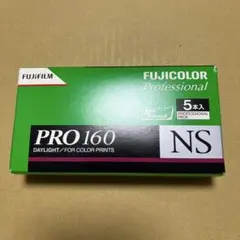 FUJIFILM
FUJICOLOR
Professional
5本入
PROFESSIONAL
PACK
PRO 160
NS
DAYLIGHT/FOR COLOR PRINTS